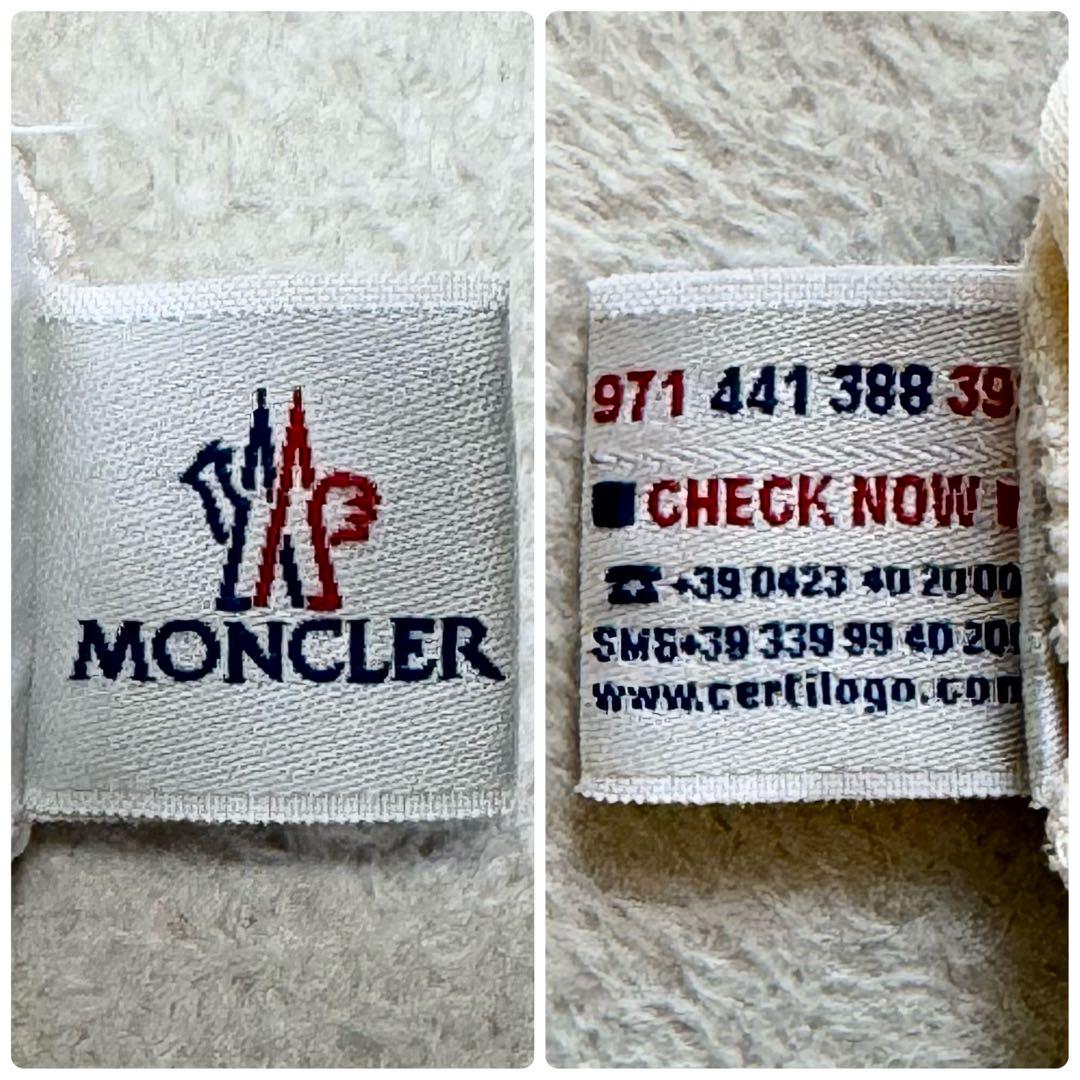 MONCLER
971 441 388 39
CHECK NOW
☎ +39 0423 40 20 00
SMS+39 339 99 40 20
www.certilogo.com